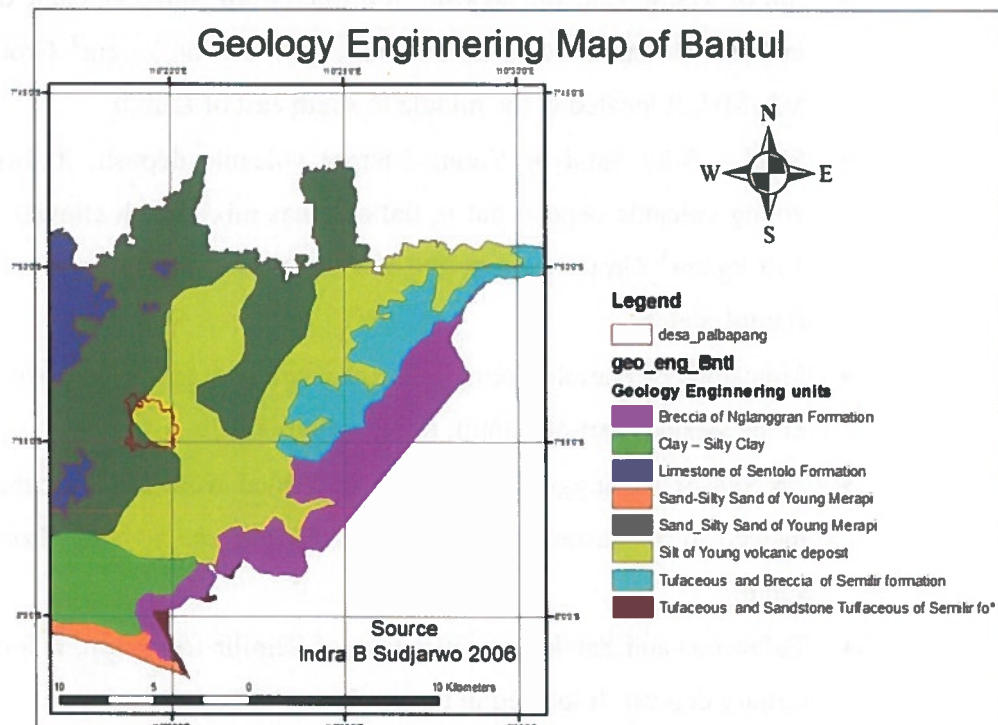 Geology Enginnering Map of Bantul
N
W
E
S
Legend
desa_palbapang
geo_eng_Bntl
Geology Enginnering units
Breccia of Nglanggran Formation
Clay – Silty Clay
Limestone of Sentolo Formation
Sand-Silty Sand of Young Merapi
Sand_Silty Sand of Young Merapi
Silt of Young volcanic deposit
Tufaceous and Breccia of Semilir formation
Tufaceous and Sandstone Tuffaceous of Semilir fo*
Source
Indra B Sudjarwo 2006
10 5 0 10 Kilometers